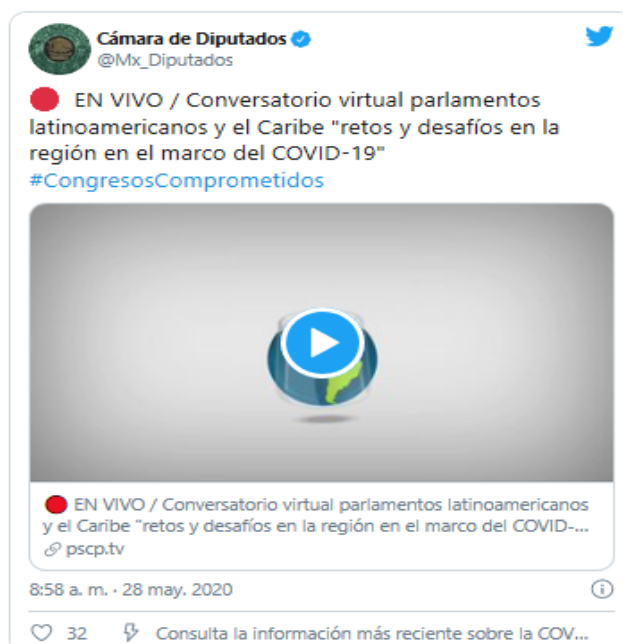 Cámara de Diputados
@Mx_Diputados
EN VIVO / Conversatorio virtual parlamentos
latinoamericanos y el Caribe "retos y desafíos en la
región en el marco del COVID-19"
#CongresosComprometidos
EN VIVO / Conversatorio virtual parlamentos latinoamericanos
y el Caribe "retos y desafíos en la región en el marco del COVID-...
pscp.tv
8:58 a. m. · 28 may. 2020
32 Consulta la información más reciente sobre la COV...